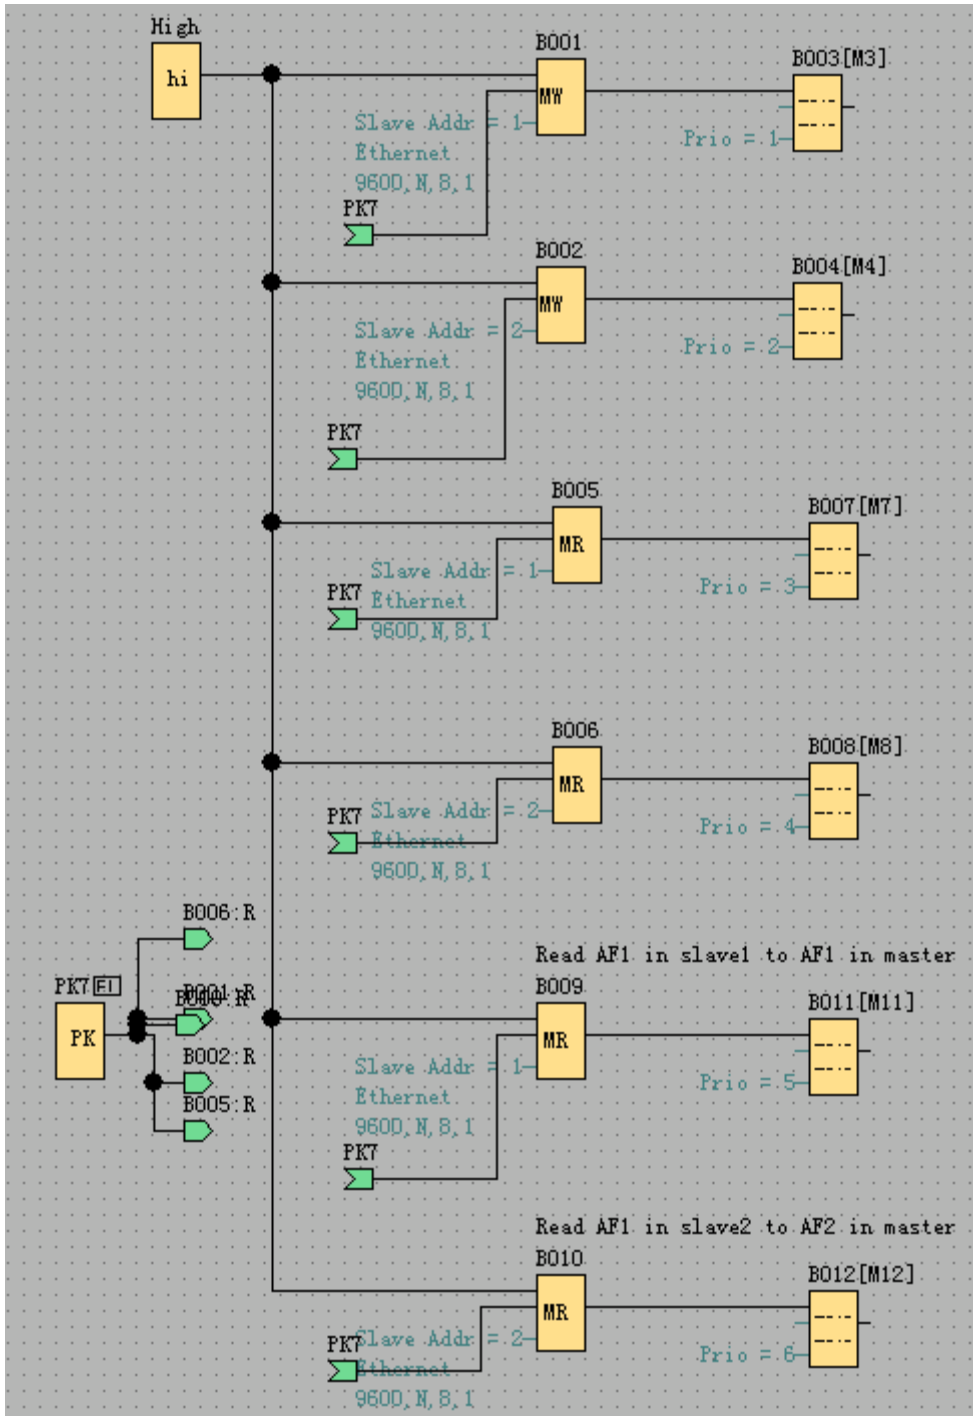 High
hi
B001
MW
B003[M3]
Slave Addr = 1
Ethernet
9600,N,8,1
Prio = 1
PK7
B002
MW
B004[M4]
Slave Addr = 2
Ethernet
9600,N,8,1
Prio = 2
PK7
B005
MR
B007[M7]
Slave Addr = 1
Ethernet
9600,N,8,1
Prio = 3
PK7
B006
MR
B008[M8]
Slave Addr = 2
Ethernet
9600,N,8,1
Prio = 4
PK7
B006:R
PK7
PK
B001:R
B002:R
B005:R
Read AF1 in slave1 to AF1 in master
B009
MR
B011[M11]
Slave Addr = 1
Ethernet
9600,N,8,1
Prio = 5
PK7
Read AF1 in slave2 to AF2 in master
B010
MR
B012[M12]
Slave Addr = 2
Ethernet
9600,N,8,1
Prio = 6
PK7